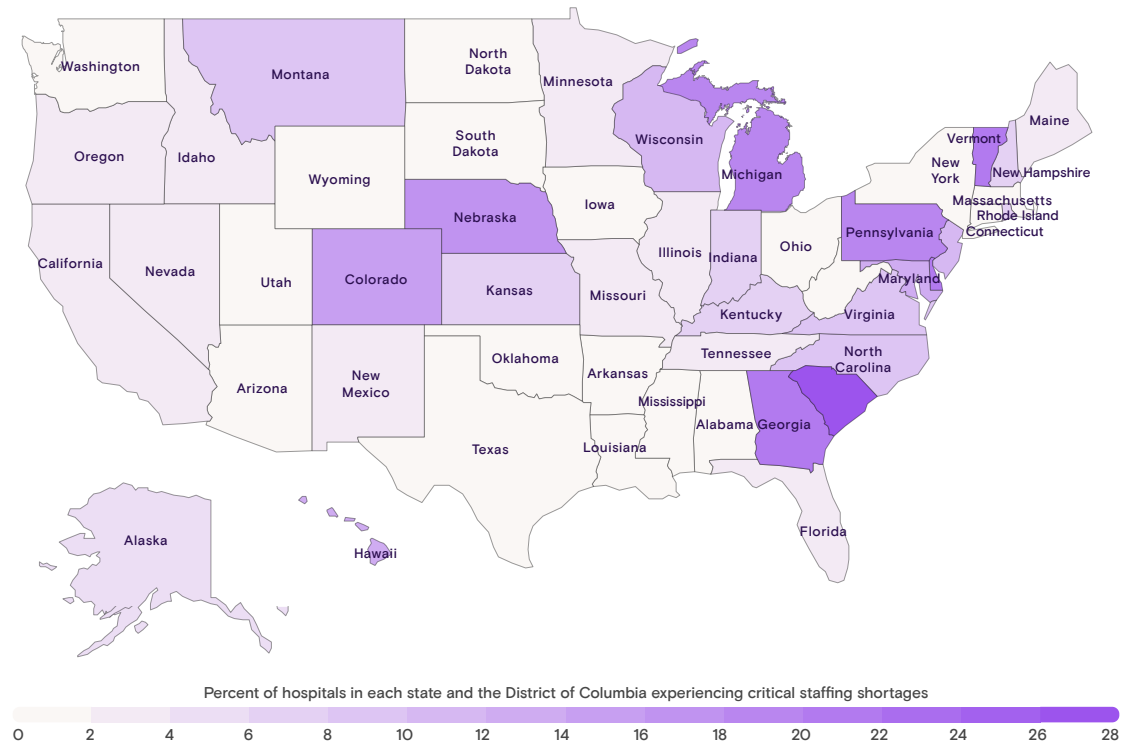 Washington
Montana
North
Dakota
Minnesota
Maine
Oregon
Idaho
South
Dakota
Wisconsin
Vermont
New
York
New Hampshire
Wyoming
Michigan
Massachusetts
Rhode Island
Connecticut
Nebraska
Iowa
Pennsylvania
California
Nevada
Utah
Colorado
Illinois
Indiana
Ohio
Maryland
Kansas
Missouri
Kentucky
Virginia
Arizona
New
Mexico
Oklahoma
Arkansas
Tennessee
North
Carolina
Mississippi
Alabama
Georgia
Texas
Louisiana
Florida
Alaska
Hawaii
Percent of hospitals in each state and the District of Columbia experiencing critical staffing shortages
0 2 4 6 8 10 12 14 16 18 20 22 24 26 28